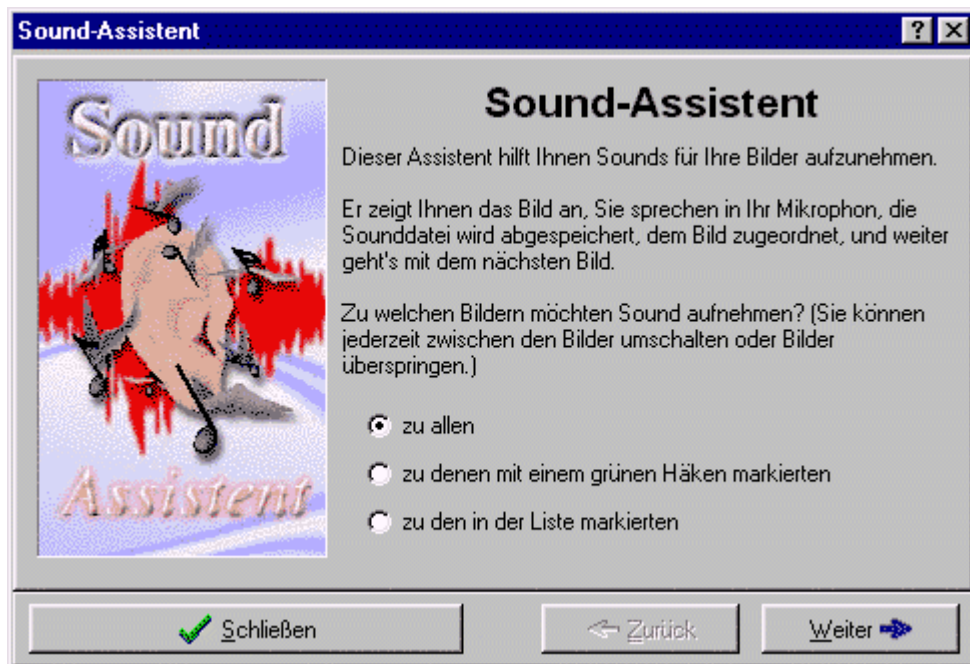 Sound-Assistent
Sound
Assistent
Sound-Assistent
Dieser Assistent hilft Ihnen Sounds für Ihre Bilder aufzunehmen.
Er zeigt Ihnen das Bild an, Sie sprechen in Ihr Mikrophon, die
Sounddatei wird abgespeichert, dem Bild zugeordnet, und weiter
geht's mit dem nächsten Bild.
Zu welchen Bildern möchten Sound aufnehmen? (Sie können
jederzeit zwischen den Bilder umschalten oder Bilder
überspringen.)
zu allen
zu denen mit einem grünen Häken markierten
zu den in der Liste markierten
Schließen
Zurück
Weiter